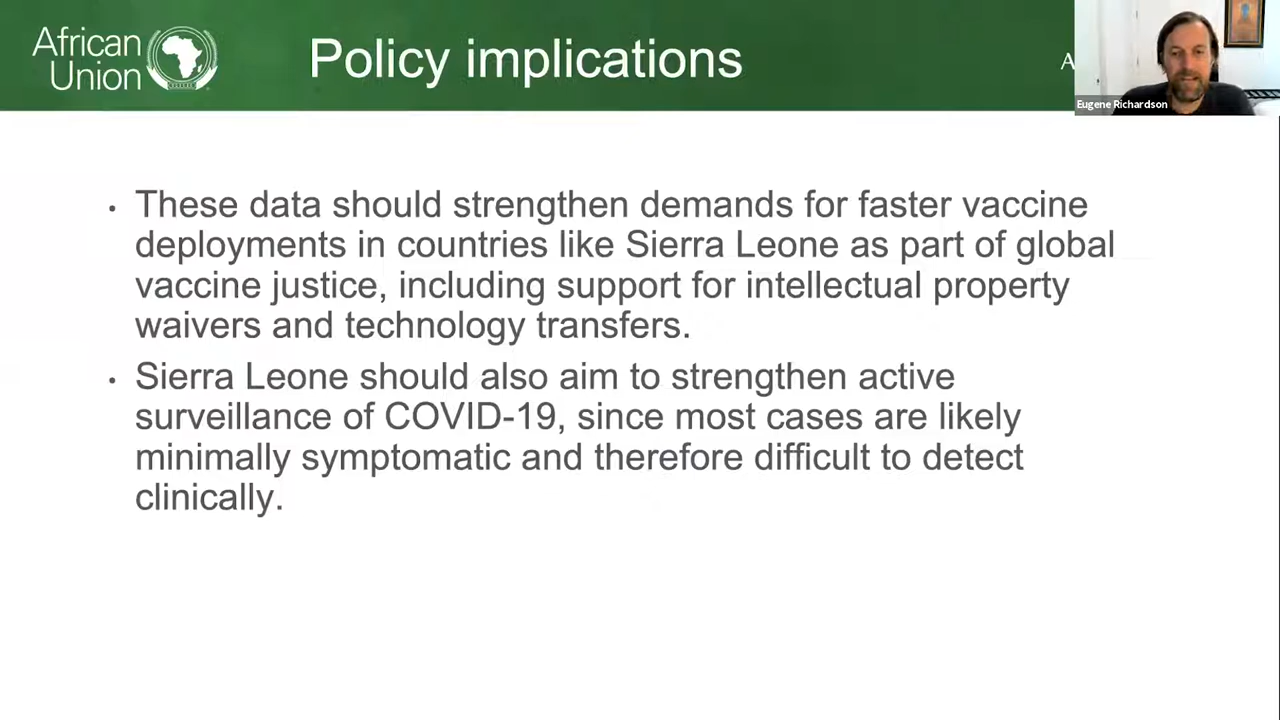 African
Union
Policy implications
A
Eugene Richardson
• These data should strengthen demands for faster vaccine
deployments in countries like Sierra Leone as part of global
vaccine justice, including support for intellectual property
waivers and technology transfers.
• Sierra Leone should also aim to strengthen active
surveillance of COVID-19, since most cases are likely
minimally symptomatic and therefore difficult to detect
clinically.